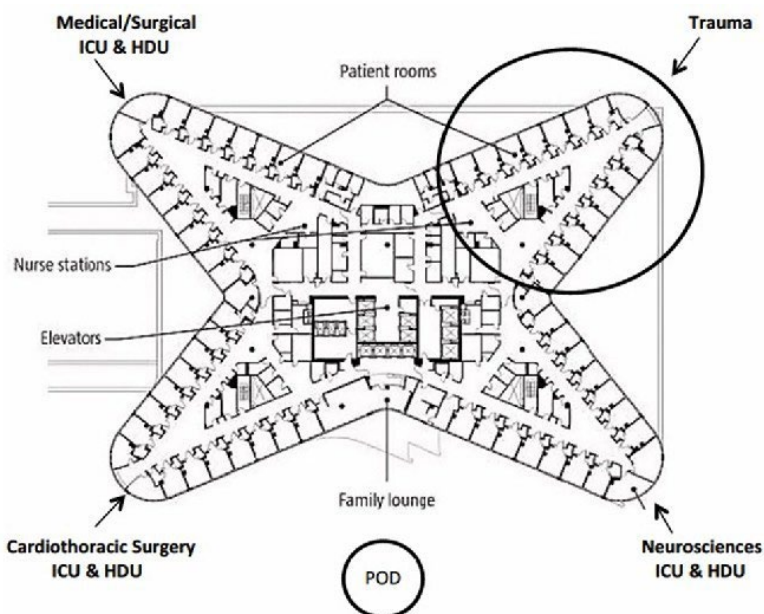 Medical/Surgical
ICU & HDU
Trauma
Patient rooms
Nurse stations
Elevators
Family lounge
Cardiothoracic Surgery
ICU & HDU
Neurosciences
ICU & HDU
POD